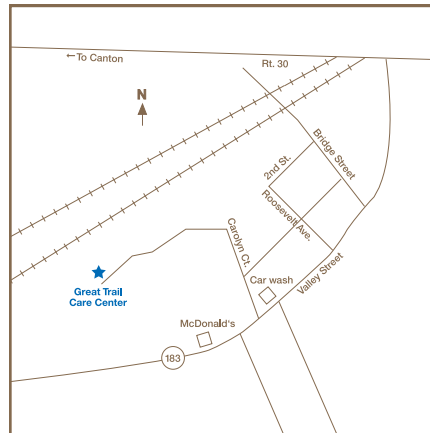 ←To Canton
Rt. 30
N
Bridge Street
2nd St.
Roosevelt Ave.
Carolyn Ct.
Valley Street
Car wash
Great Trail
Care Center
McDonald's
183